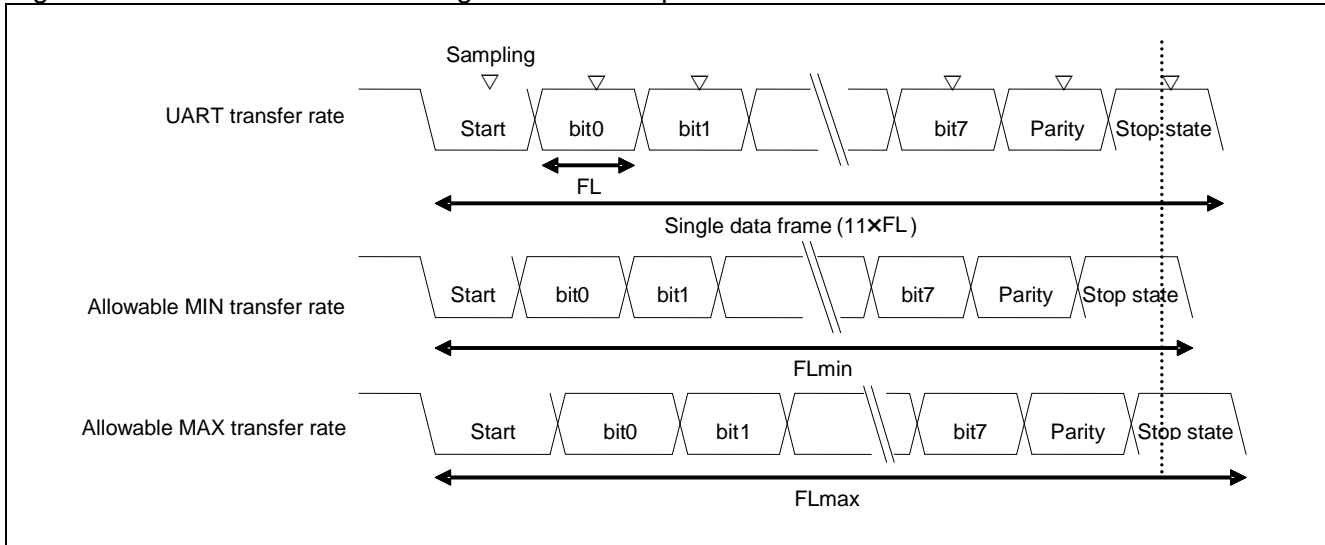 Sampling
UART transfer rate
Start bit0 bit1 bit7 Parity Stop state
FL
Single data frame (11×FL)
Allowable MIN transfer rate
Start bit0 bit1 bit7 Parity Stop state
FLmin
Allowable MAX transfer rate
Start bit0 bit1 bit7 Parity Stop state
FLmax